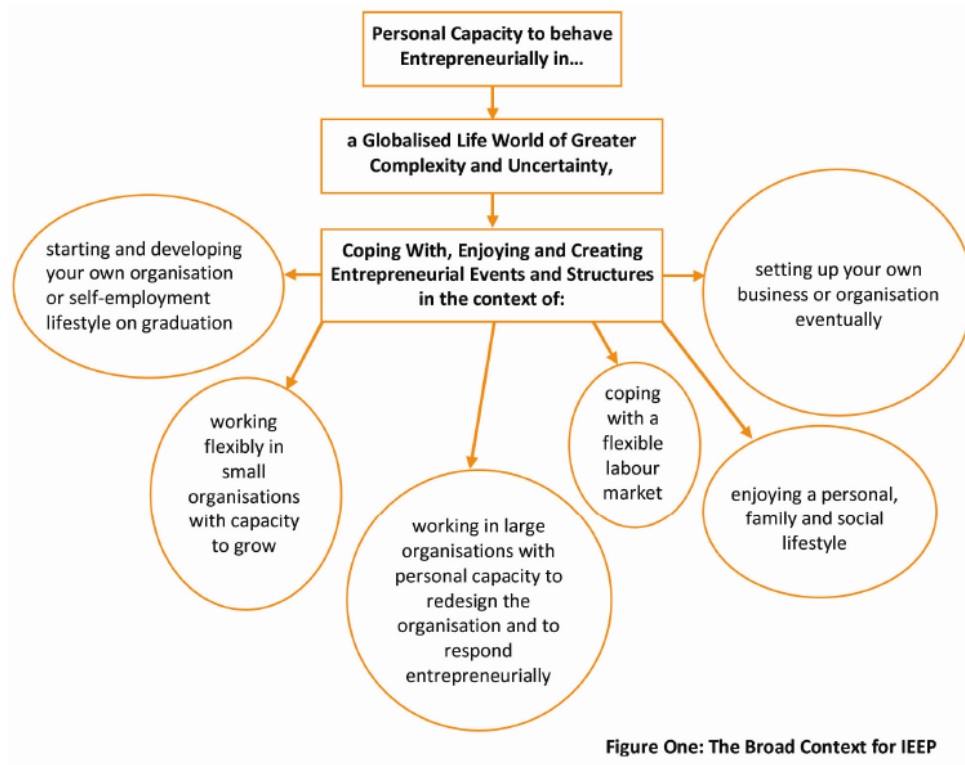 Personal Capacity to behave
Entrepreneurially in...
a Globalised Life World of Greater
Complexity and Uncertainty,
Coping With, Enjoying and Creating
Entrepreneurial Events and Structures
in the context of:
starting and developing
your own organisation
or self-employment
lifestyle on graduation
setting up your own
business or organisation
eventually
working
flexibly in
small
organisations
with capacity
to grow
working in large
organisations with
personal capacity to
redesign the
organisation and to
respond
entrepreneurially
coping
with a
flexible
labour
market
enjoying a personal,
family and social
lifestyle
Figure One: The Broad Context for IEEP